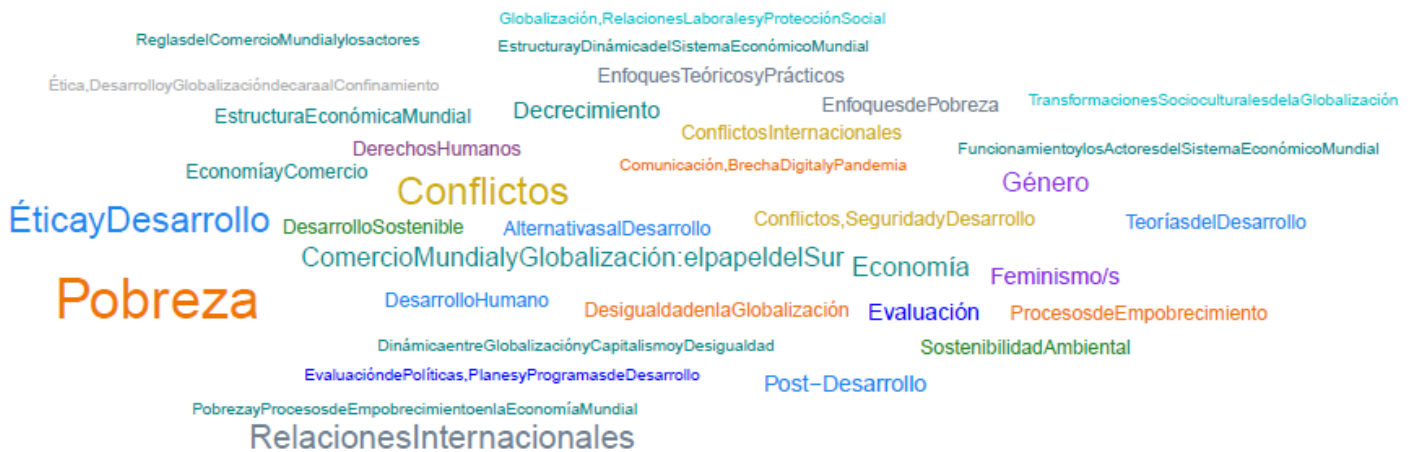 Globalización,RelacionesLaboralesyProtecciónSocial
ReglasdelComercioMundialylosactores
EstructurayDinámicadelSistemaEconómicoMundial
Ética,DesarrolloyGlobalizacióndecaraalConfinamiento
EnfoquesTeóricosyPrácticos
EstructuraEconómicaMundial
Decrecimiento
EnfoquesdePobreza
TransformacionesSocioculturalesdelaGlobalización
ConflictosInternacionales
DerechosHumanos
FuncionamientoylosActoresdelSistemaEconómicoMundial
EconomíayComercio
Comunicación,BrechaDigitalyPandemia
Conflictos
Género
ÉticayDesarrollo
DesarrolloSostenible
AlternativasalDesarrollo
Conflictos,SeguridadyDesarrollo
TeoríasdelDesarrollo
ComercioMundialyGlobalización:elpapeldelSur
Economía
Feminismo/s
Pobreza
DesarrolloHumano
DesigualdadenlaGlobalización
Evaluación
ProcesosdeEmpobrecimiento
DinámicaentreGlobalizaciónyCapitalismoyDesigualdad
SostenibilidadAmbiental
EvaluacióndePolíticas,PlanesyProgramasdeDesarrollo
Post−Desarrollo
PobrezayProcesosdeEmpobrecimientoenlaEconomíaMundial
RelacionesInternacionales